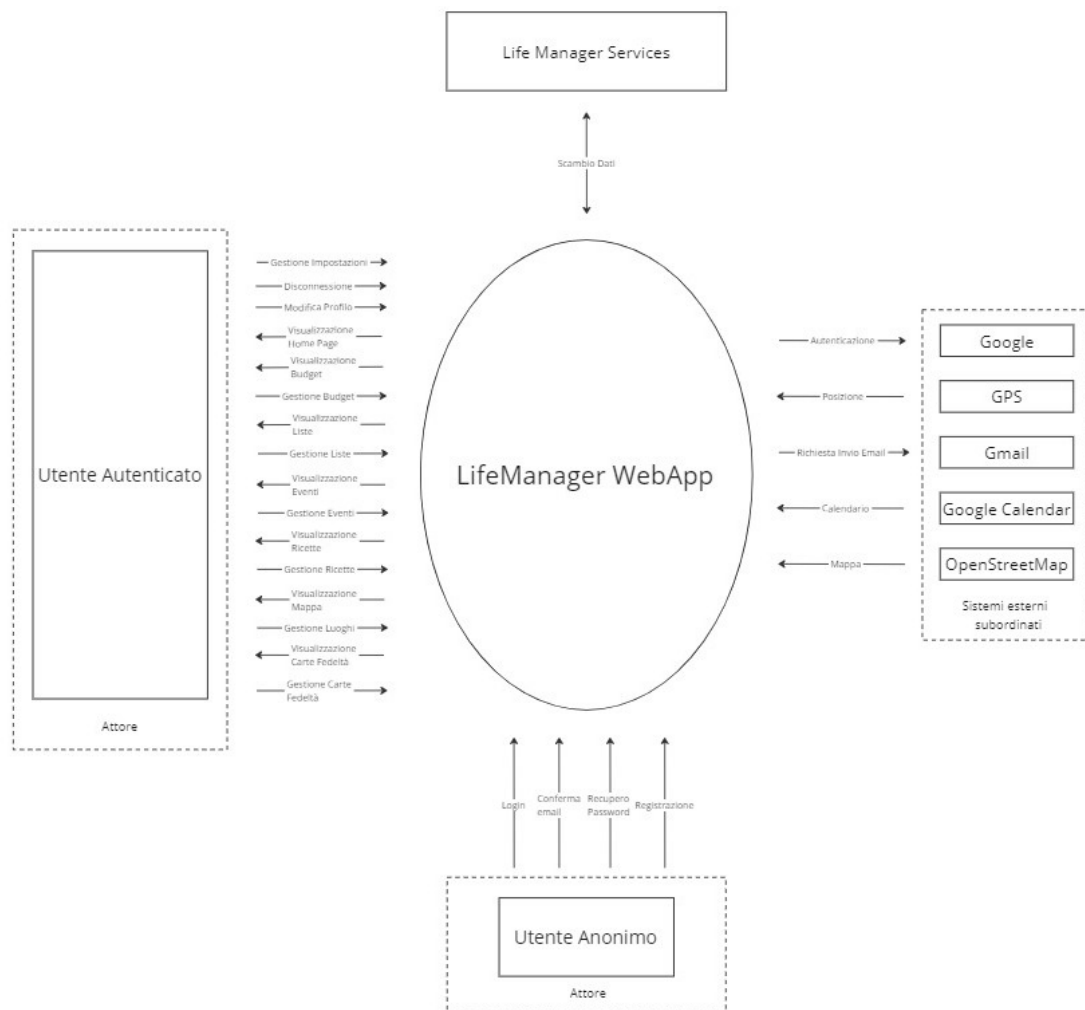 Life Manager Services
Scambio Dati
Gestione Impostazioni
Disconnessione
Modifica Profilo
Visualizzazione
Home Page
Visualizzazione
Budget
Gestione Budget
Visualizzazione
Liste
Gestione Liste
Visualizzazione
Eventi
Gestione Eventi
Visualizzazione
Ricette
Gestione Ricette
Visualizzazione
Mappa
Gestione Luoghi
Visualizzazione
Carte Fedeltà
Gestione Carte
Fedeltà
Utente Autenticato
Attore
LifeManager WebApp
Autenticazione
Posizione
Richiesta Invio Email
Calendario
Mappa
Google
GPS
Gmail
Google Calendar
OpenStreetMap
Sistemi esterni
subordinati
Login
Conferma
email
Recupero
Password
Registrazione
Utente Anonimo
Attore